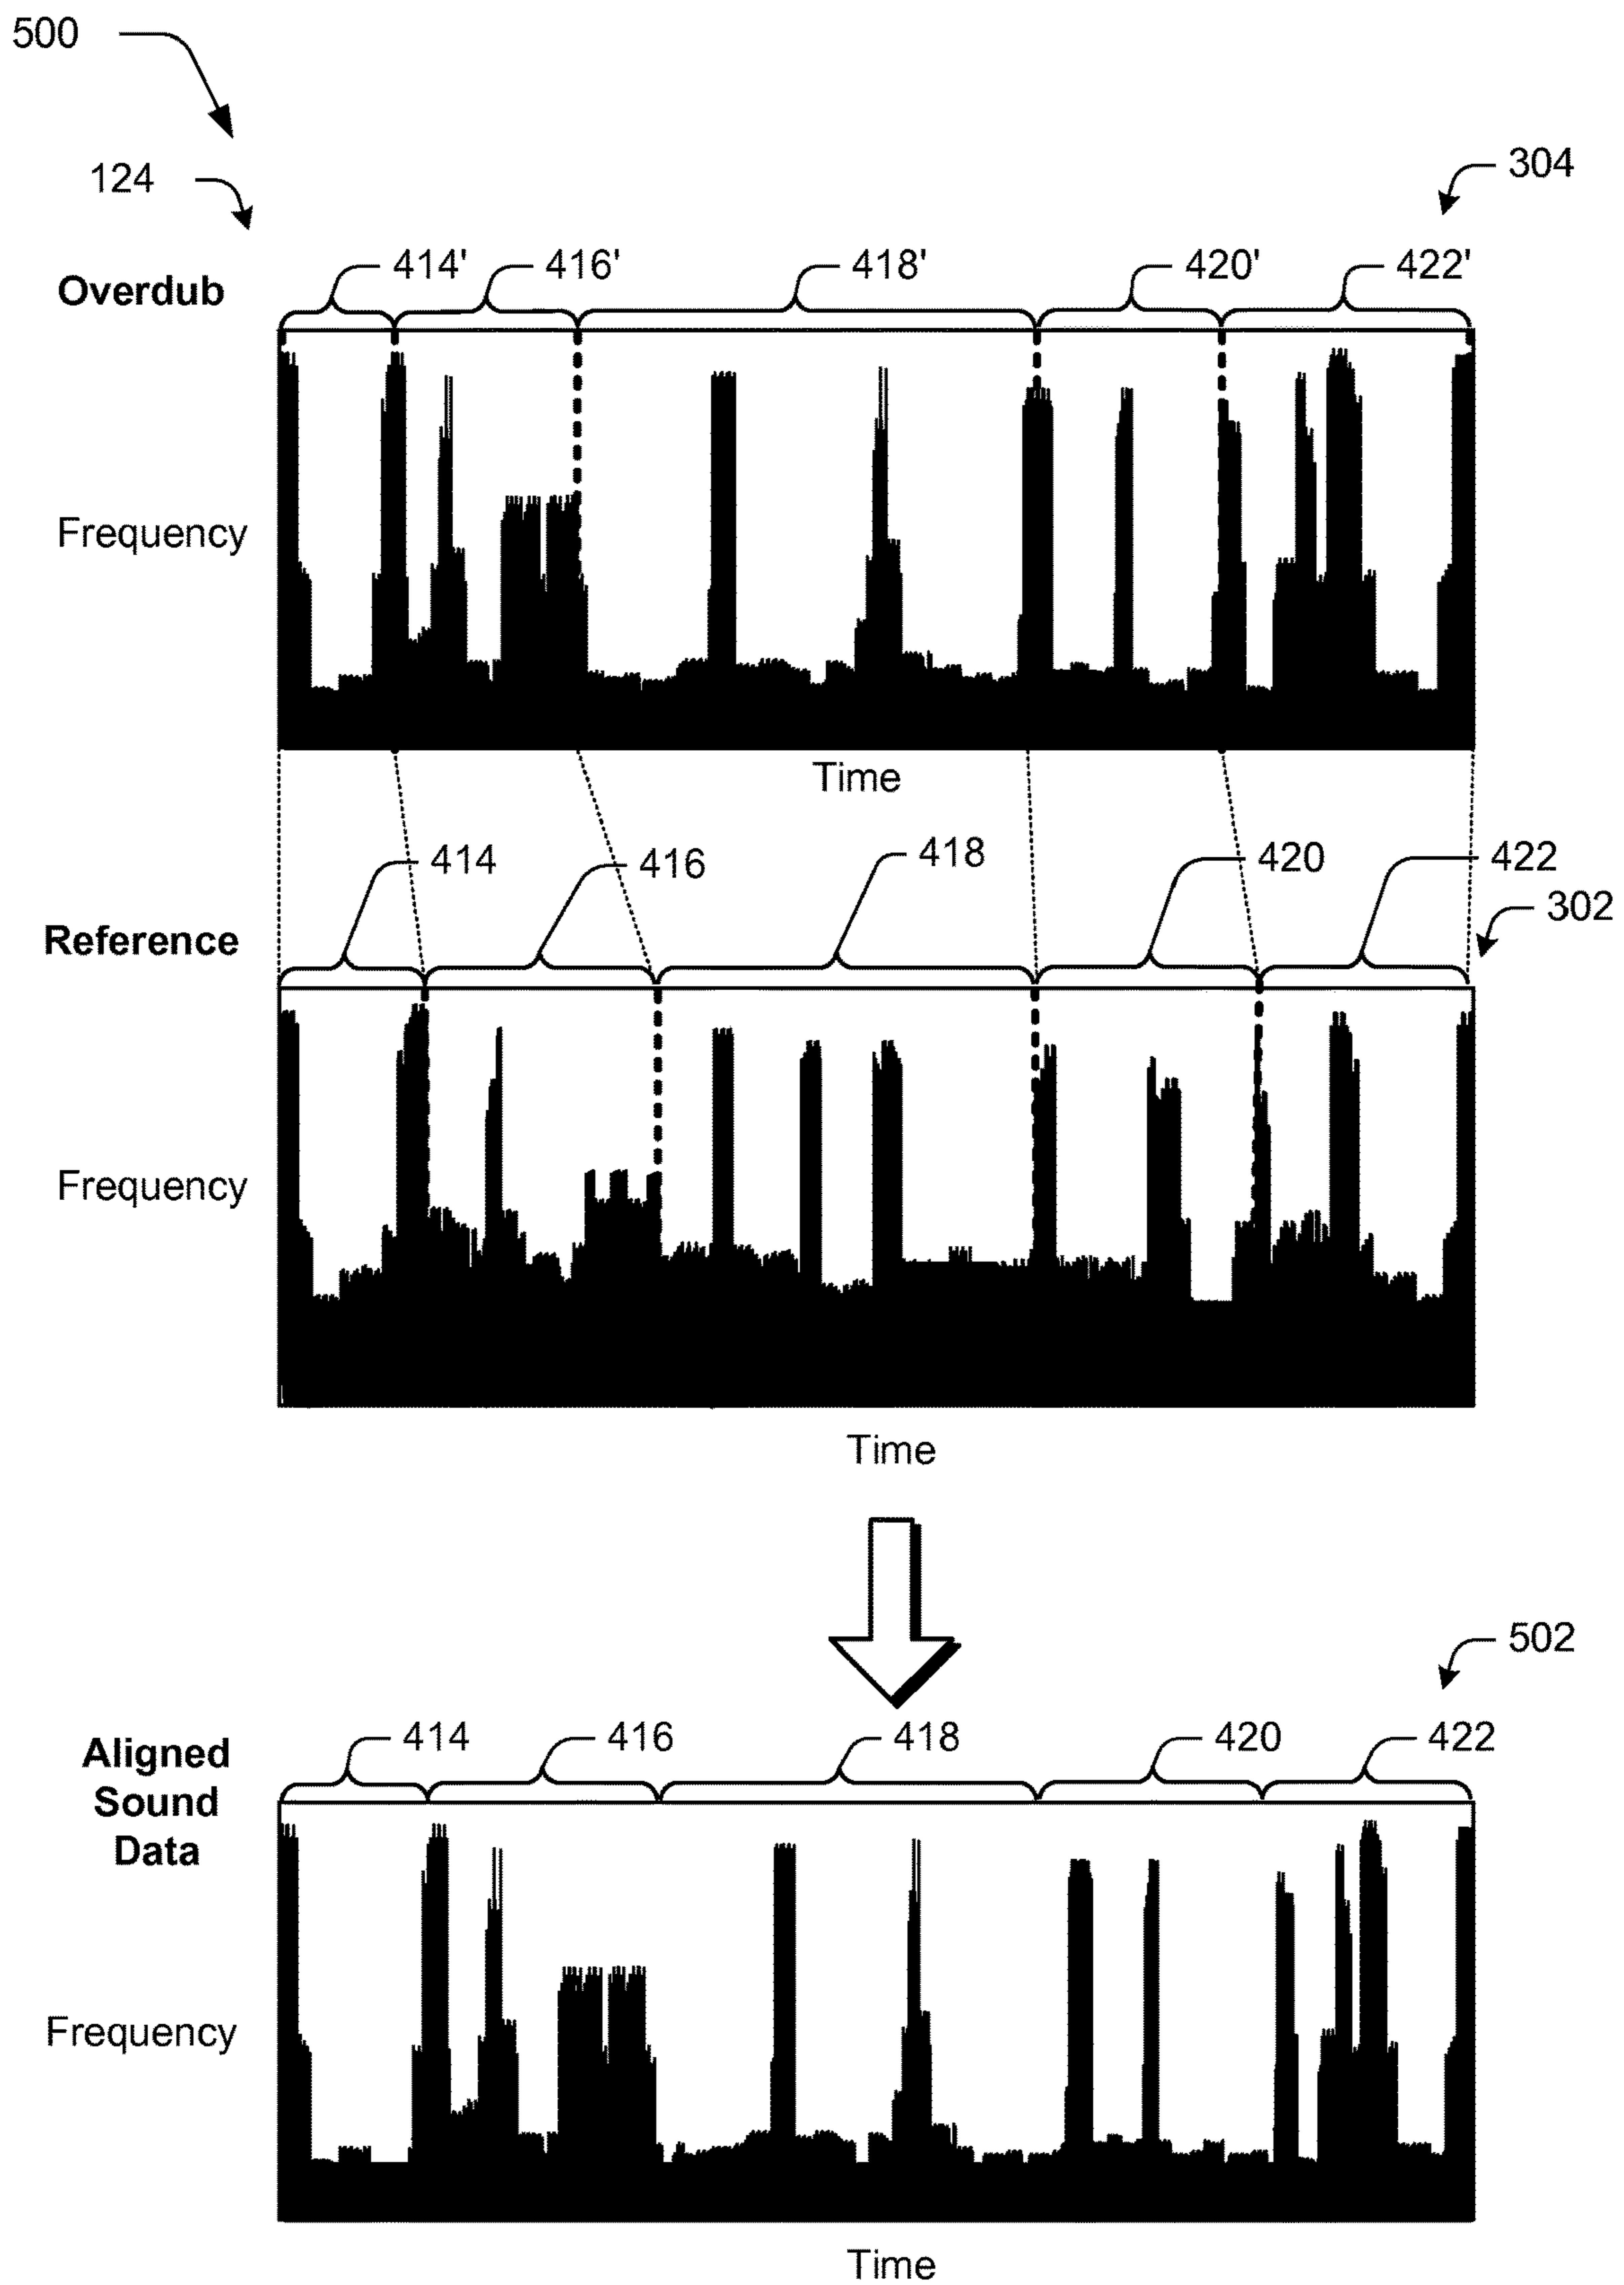 500
124
304
414' 416' 418' 420' 422'
Overdub
Frequency
Time
414 416 418 420 422
302
Reference
Frequency
Time
502
414 416 418 420 422
Aligned
Sound
Data
Frequency
Time